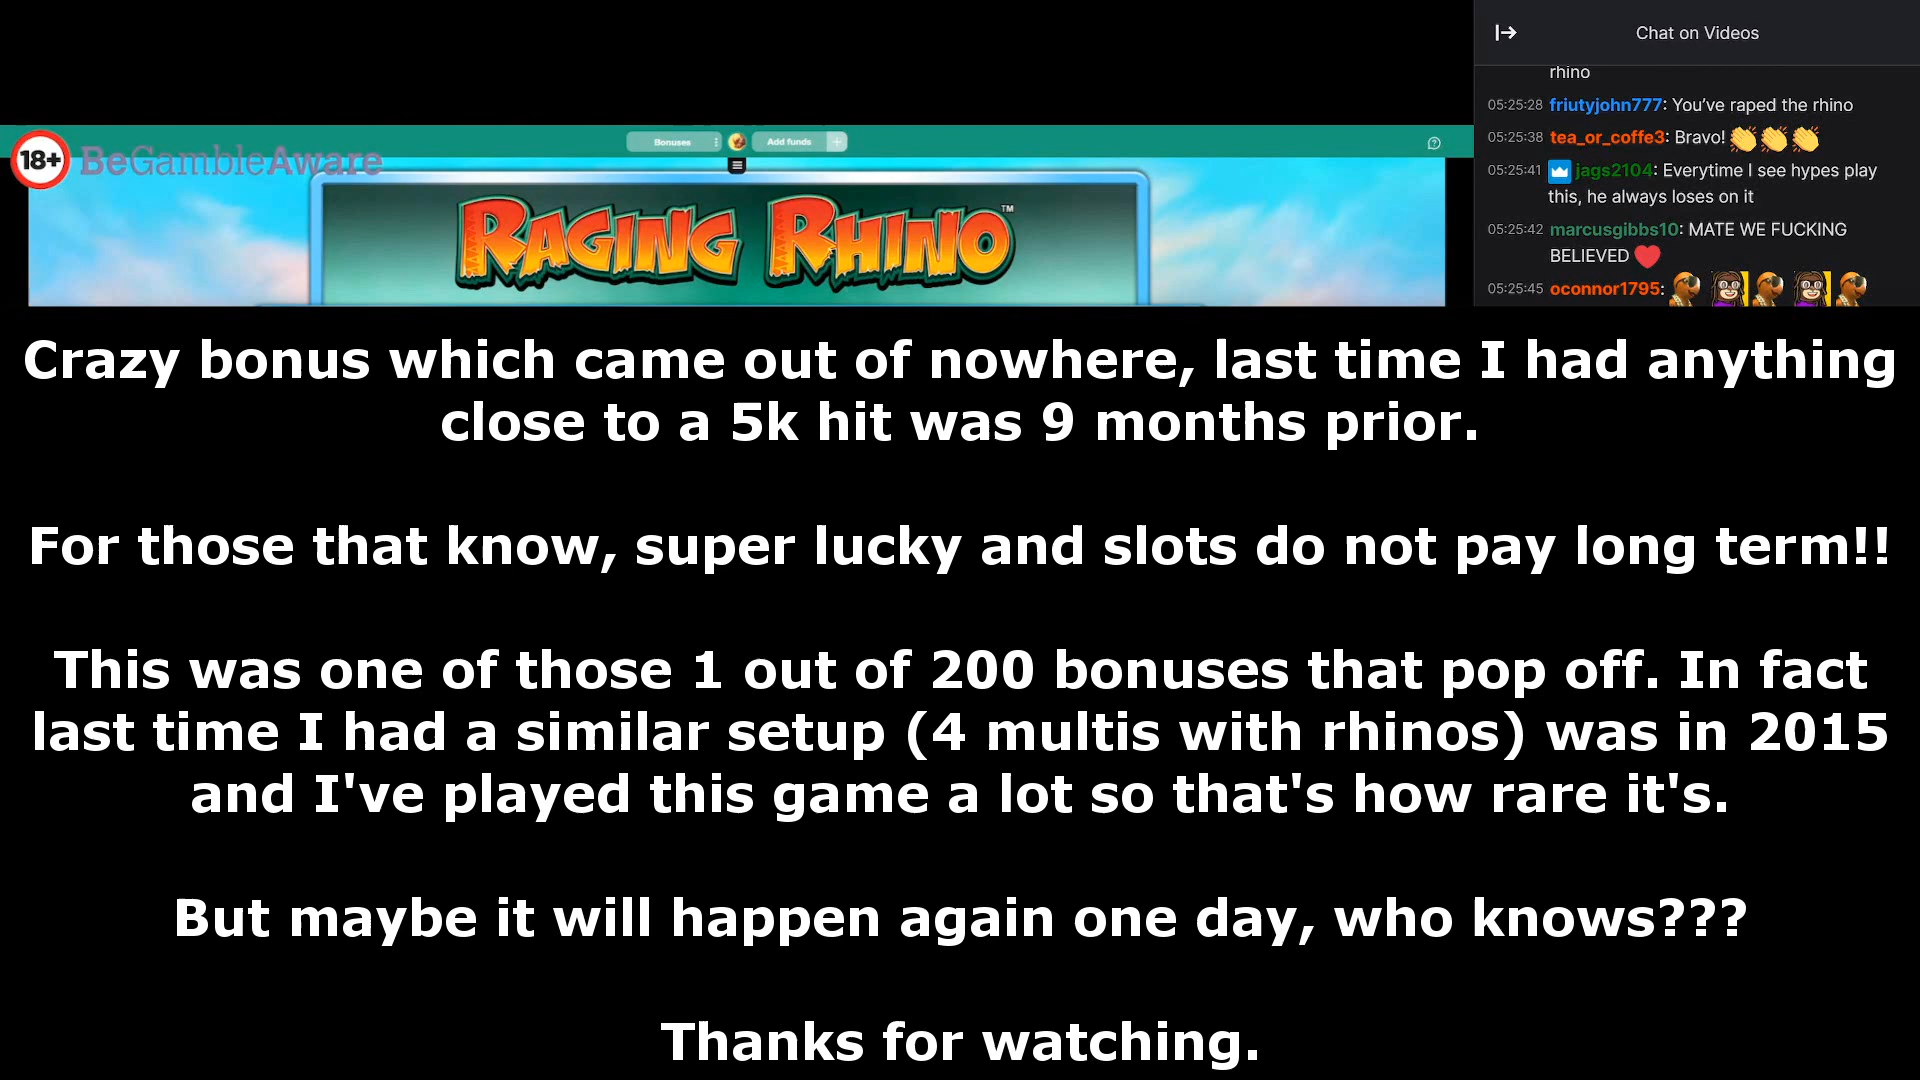 Chat on Videos
rhino
05:25:28 friutyjohn777: You’ve raped the rhino
05:25:38 tea_or_coffe3: Bravo! 👏👏👏
05:25:41 jags2104: Everytime I see hypes play
this, he always loses on it
05:25:42 marcusgibbs10: MATE WE FUCKING
BELIEVED ❤️
05:25:45 oconnor1795:
18+ BeGambleAware
Bonuses
Add funds
RAGING RHINO™
Crazy bonus which came out of nowhere, last time I had anything
close to a 5k hit was 9 months prior.
For those that know, super lucky and slots do not pay long term!!
This was one of those 1 out of 200 bonuses that pop off. In fact
last time I had a similar setup (4 multis with rhinos) was in 2015
and I've played this game a lot so that's how rare it's.
But maybe it will happen again one day, who knows???
Thanks for watching.